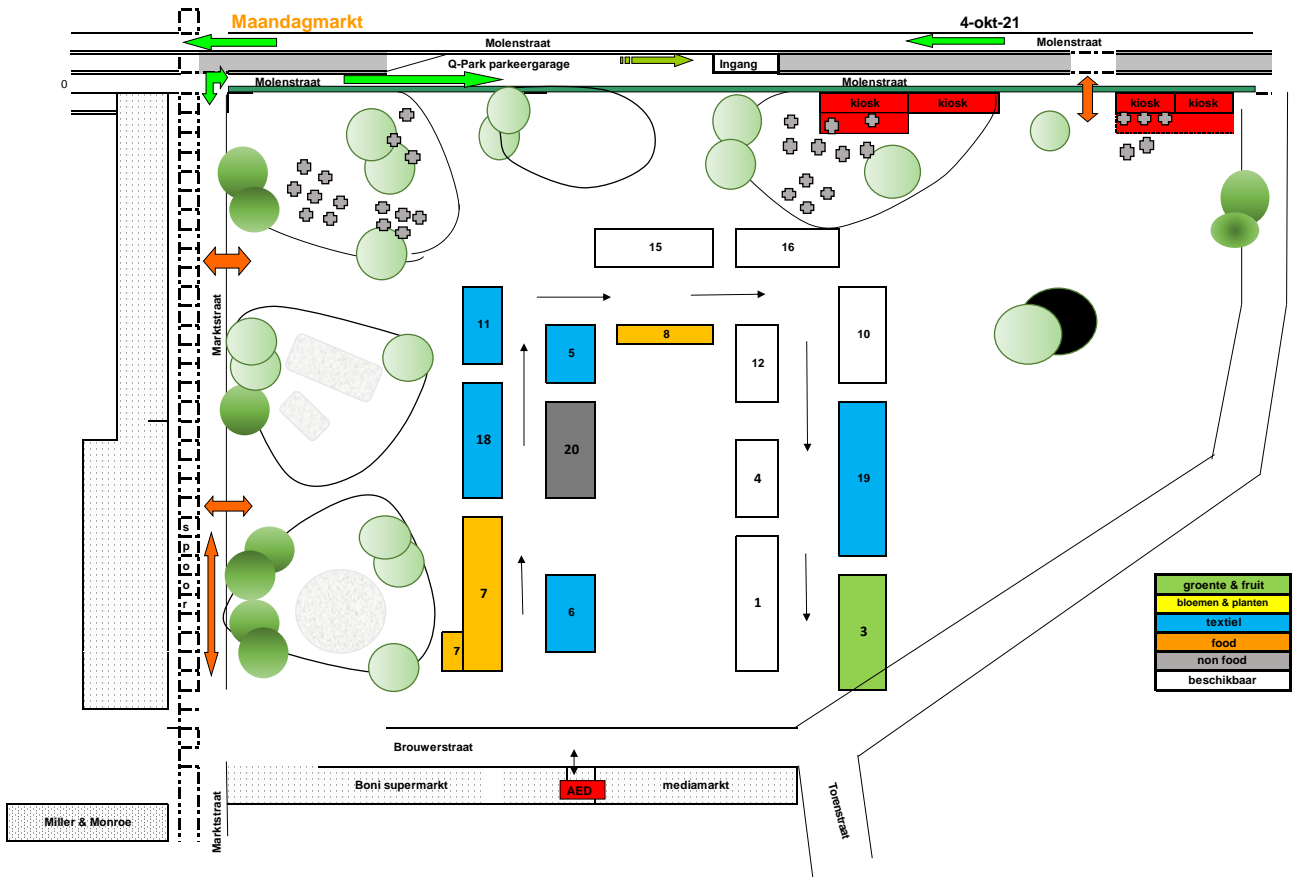 Maandagmarkt
4-okt-21
Molenstraat
Molenstraat
Q-Park parkeergarage
Ingang
0
Molenstraat
Molenstraat
kiosk
kiosk
kiosk
kiosk
15
16
Marktstraat
11
5
8
12
10
18
20
4
19
spoor
7
7
6
1
3
groente & fruit
bloemen & planten
textiel
food
non food
beschikbaar
Brouwerstraat
Boni supermarkt
AED
mediamarkt
Miller & Monroe
Marktstraat
Torenstraat